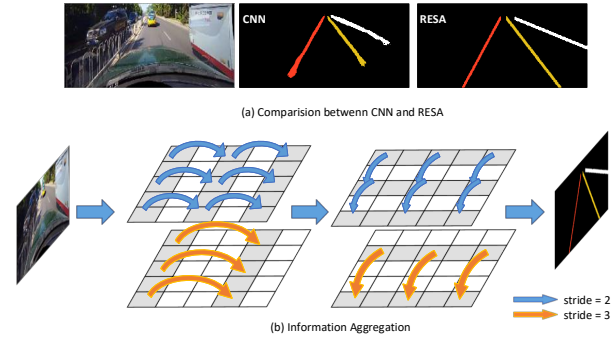 CNN
RESA
(a) Comparision betwenn CNN and RESA
stride = 2
stride = 3
(b) Information Aggregation